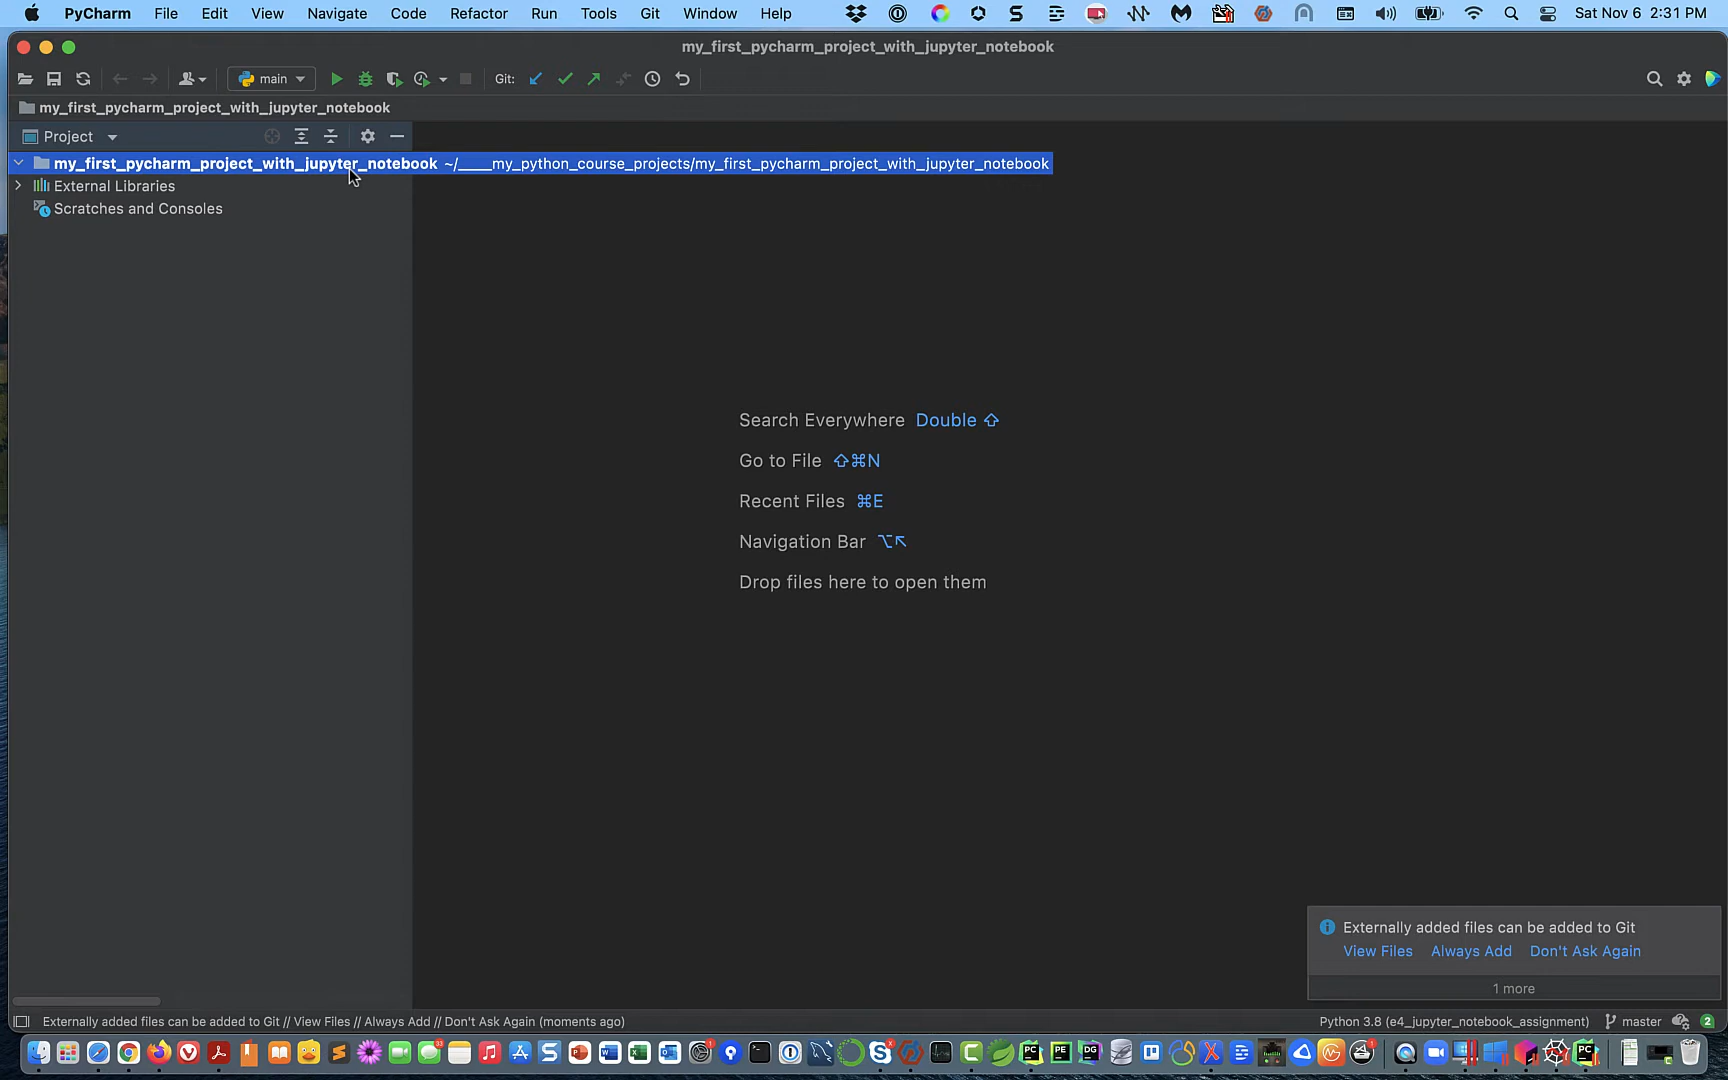 PyCharm File Edit View Navigate Code Refactor Run Tools Git Window Help Sat Nov 6 2:31 PM
my_first_pycharm_project_with_jupyter_notebook
main Git:
my_first_pycharm_project_with_jupyter_notebook
Project
my_first_pycharm_project_with_jupyter_notebook ~/____my_python_course_projects/my_first_pycharm_project_with_jupyter_notebook
External Libraries
Scratches and Consoles
Search Everywhere Double ⇧
Go to File ⇧⌘N
Recent Files ⌘E
Navigation Bar ⌥↖
Drop files here to open them
Externally added files can be added to Git
View Files Always Add Don't Ask Again
1 more
Externally added files can be added to Git // View Files // Always Add // Don't Ask Again (moments ago) Python 3.8 (e4_jupyter_notebook_assignment) master 2